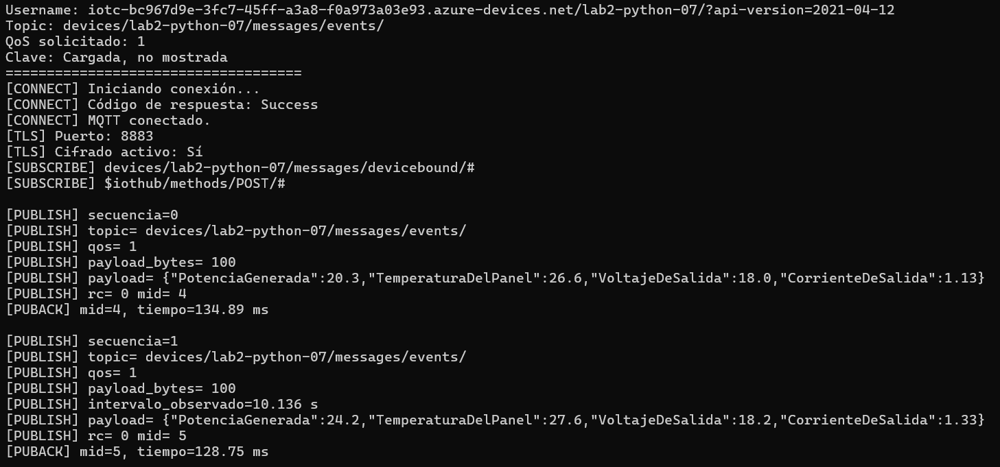 Username: iotc-bc967d9e-3fc7-45ff-a3a8-f0a973a03e93.azure-devices.net/lab2-python-07/?api-version=2021-04-12
Topic: devices/lab2-python-07/messages/events/
QoS solicitado: 1
Clave: Cargada, no mostrada
====================================
[CONNECT] Iniciando conexión...
[CONNECT] Código de respuesta: Success
[CONNECT] MQTT conectado.
[TLS] Puerto: 8883
[TLS] Cifrado activo: Sí
[SUBSCRIBE] devices/lab2-python-07/messages/devicebound/#
[SUBSCRIBE] $iothub/methods/POST/#
[PUBLISH] secuencia=0
[PUBLISH] topic= devices/lab2-python-07/messages/events/
[PUBLISH] qos= 1
[PUBLISH] payload_bytes= 100
[PUBLISH] payload= {"PotenciaGenerada":20.3,"TemperaturaDelPanel":26.6,"VoltajeDeSalida":18.0,"CorrienteDeSalida":1.13}
[PUBLISH] rc= 0 mid= 4
[PUBACK] mid=4, tiempo=134.89 ms
[PUBLISH] secuencia=1
[PUBLISH] topic= devices/lab2-python-07/messages/events/
[PUBLISH] qos= 1
[PUBLISH] payload_bytes= 100
[PUBLISH] intervalo_observado=10.136 s
[PUBLISH] payload= {"PotenciaGenerada":24.2,"TemperaturaDelPanel":27.6,"VoltajeDeSalida":18.2,"CorrienteDeSalida":1.33}
[PUBLISH] rc= 0 mid= 5
[PUBACK] mid=5, tiempo=128.75 ms